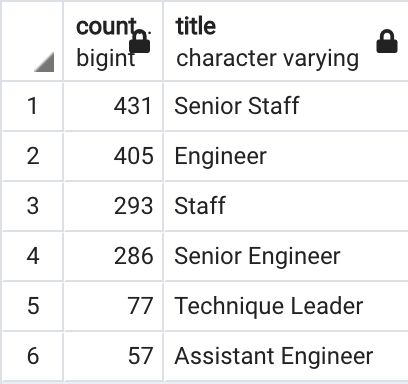 count title
bigint character varying
1 431 Senior Staff
2 405 Engineer
3 293 Staff
4 286 Senior Engineer
5 77 Technique Leader
6 57 Assistant Engineer